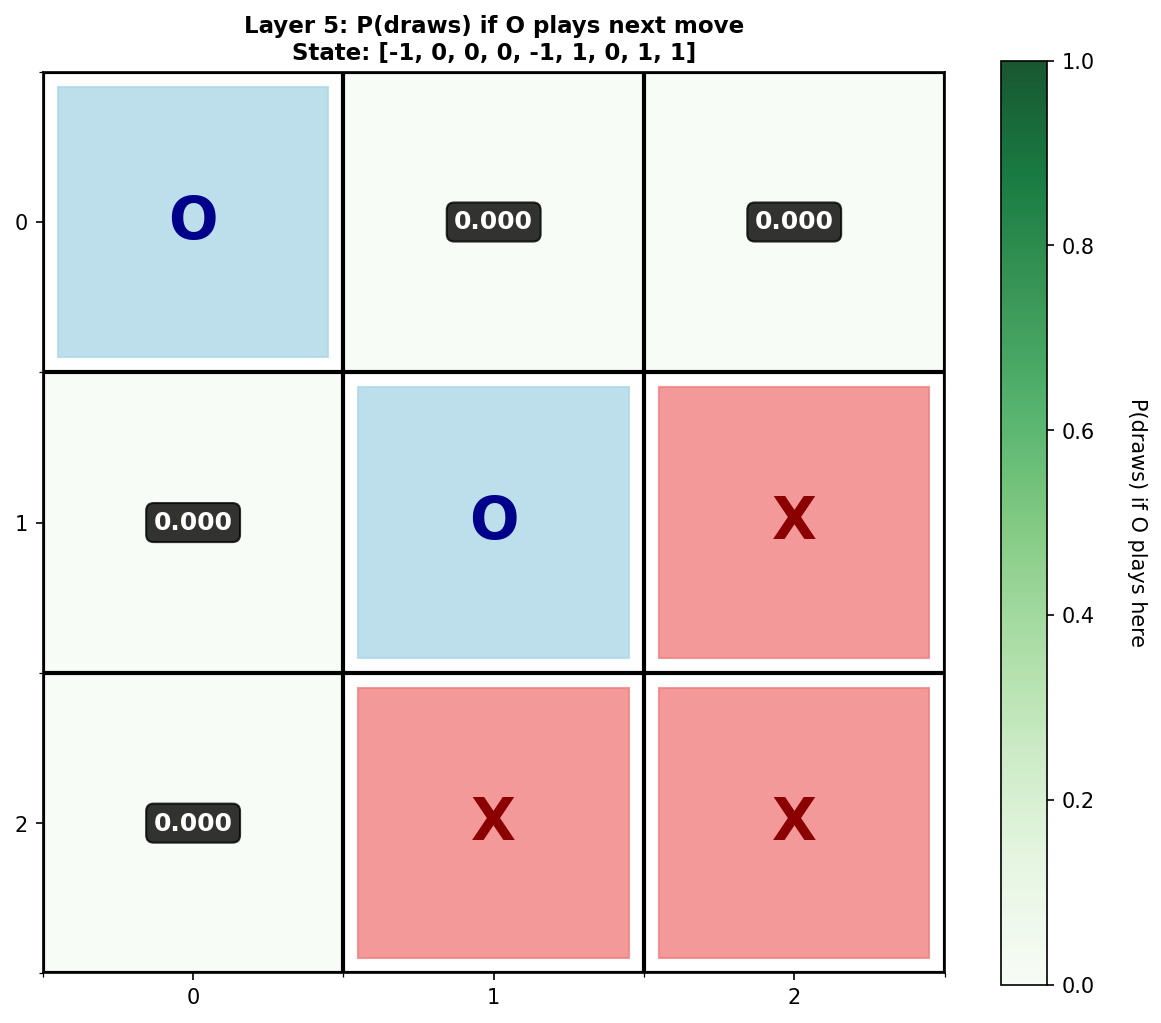 Layer 5: P(draws) if O plays next move
State: [-1, 0, 0, 0, -1, 1, 0, 1, 1]
O
0.000
0.000
0
0.000
O
X
1
0.000
X
X
2
0
1
2
1.0
0.8
0.6
0.4
0.2
0.0
P(draws) if O plays here